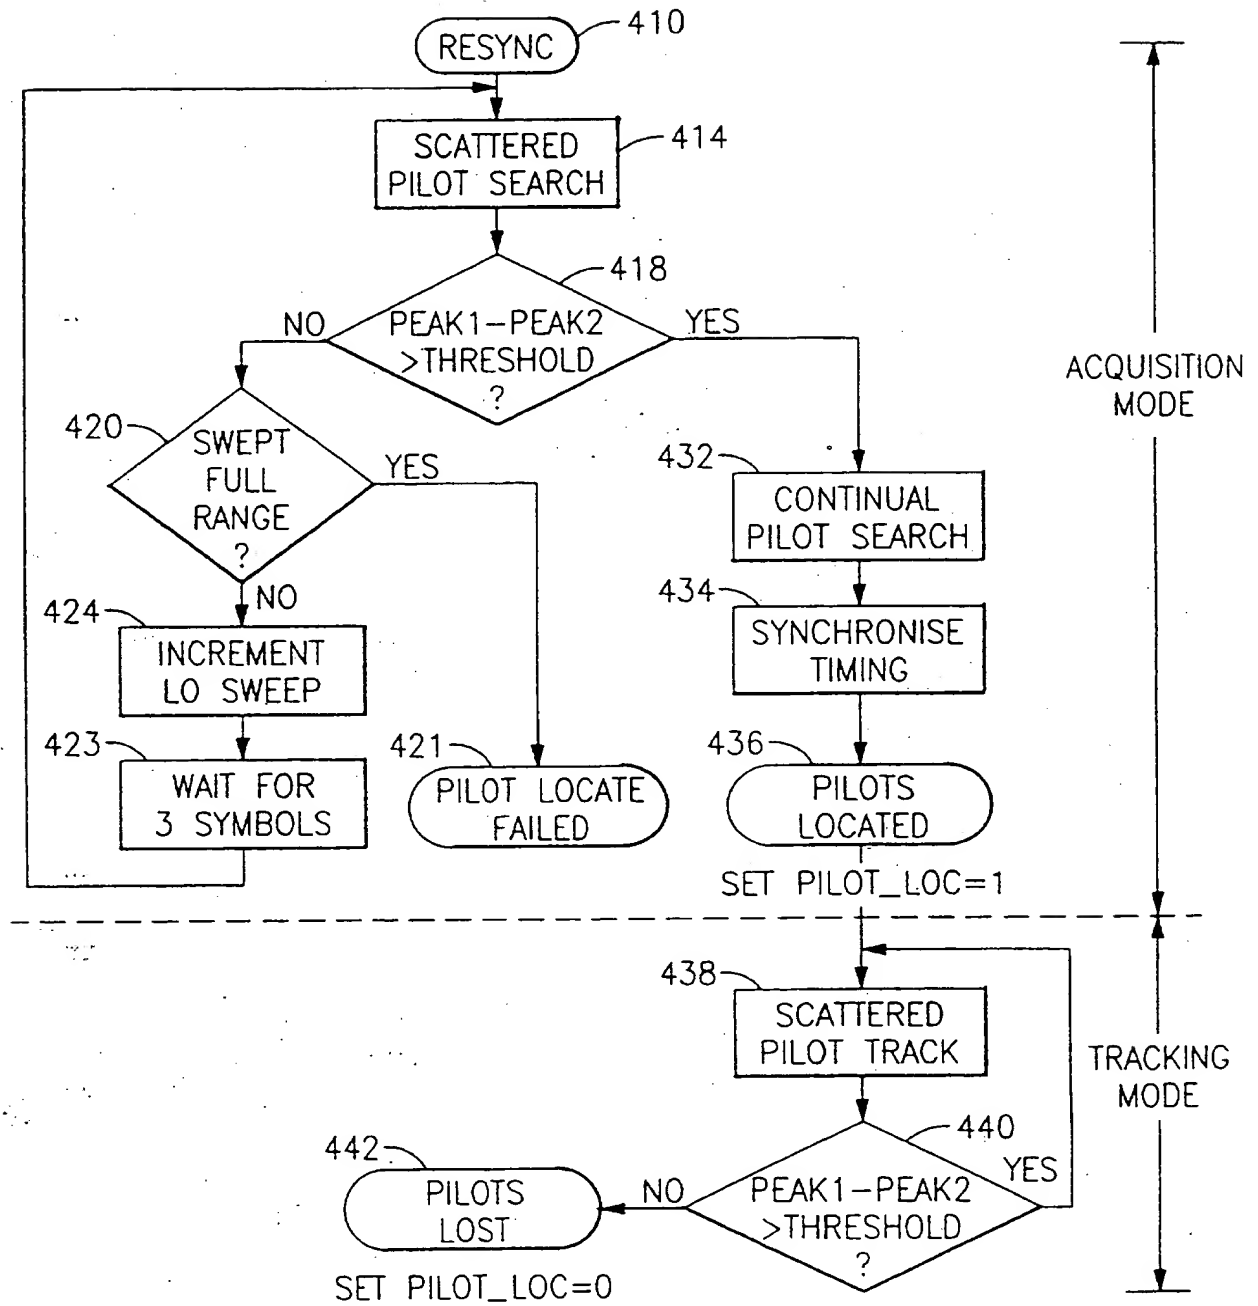 RESYNC
410
SCATTERED
PILOT SEARCH
414
418
PEAK1-PEAK2
>THRESHOLD
?
NO
YES
ACQUISITION
MODE
420
SWEPT
FULL
RANGE
?
YES
NO
432
CONTINUAL
PILOT SEARCH
424
INCREMENT
LO SWEEP
434
SYNCHRONISE
TIMING
423
WAIT FOR
3 SYMBOLS
421
PILOT LOCATE
FAILED
436
PILOTS
LOCATED
SET PILOT_LOC=1
438
SCATTERED
PILOT TRACK
TRACKING
MODE
440
PEAK1-PEAK2
>THRESHOLD
?
YES
NO
442
PILOTS
LOST
SET PILOT_LOC=0